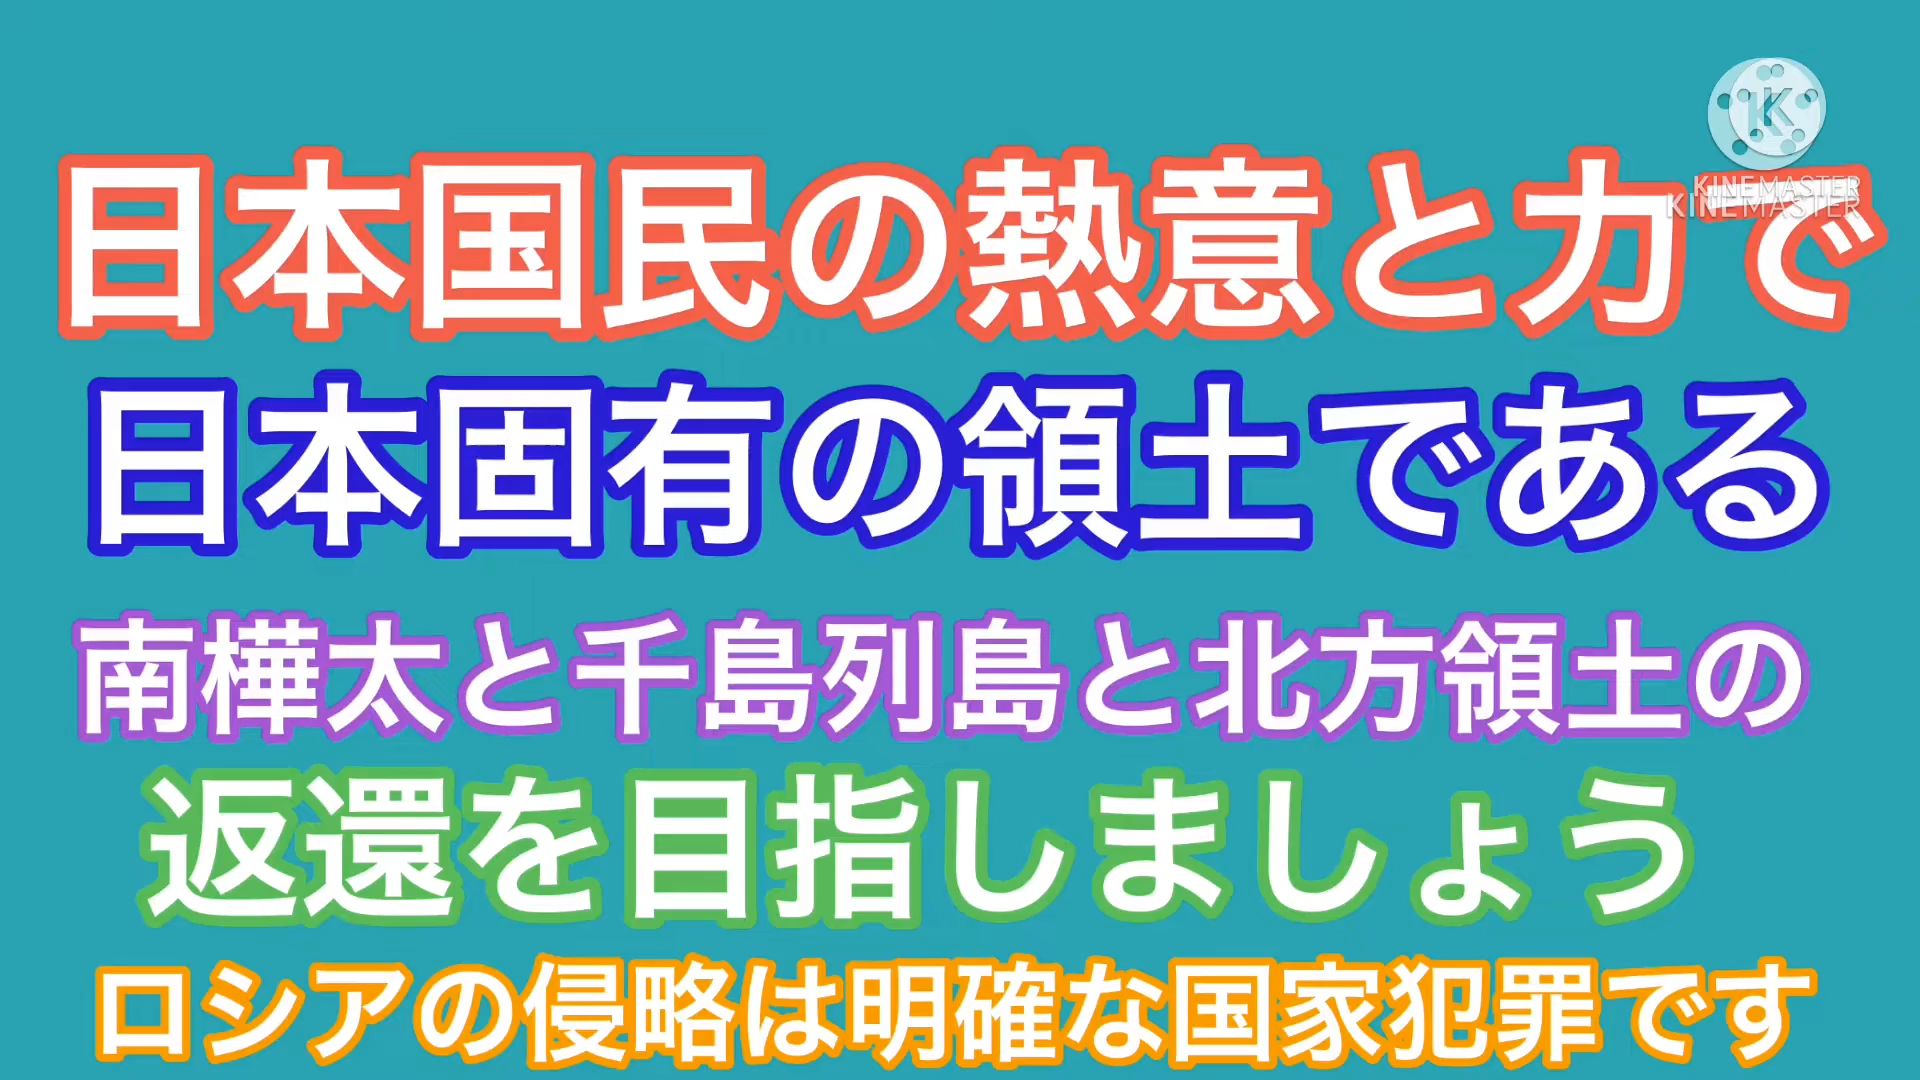 KINEMASTER
KINEMASTER
日本国民の熱意と力で
日本固有の領土である
南樺太と千島列島と北方領土の
返還を目指しましょう
ロシアの侵略は明確な国家犯罪です